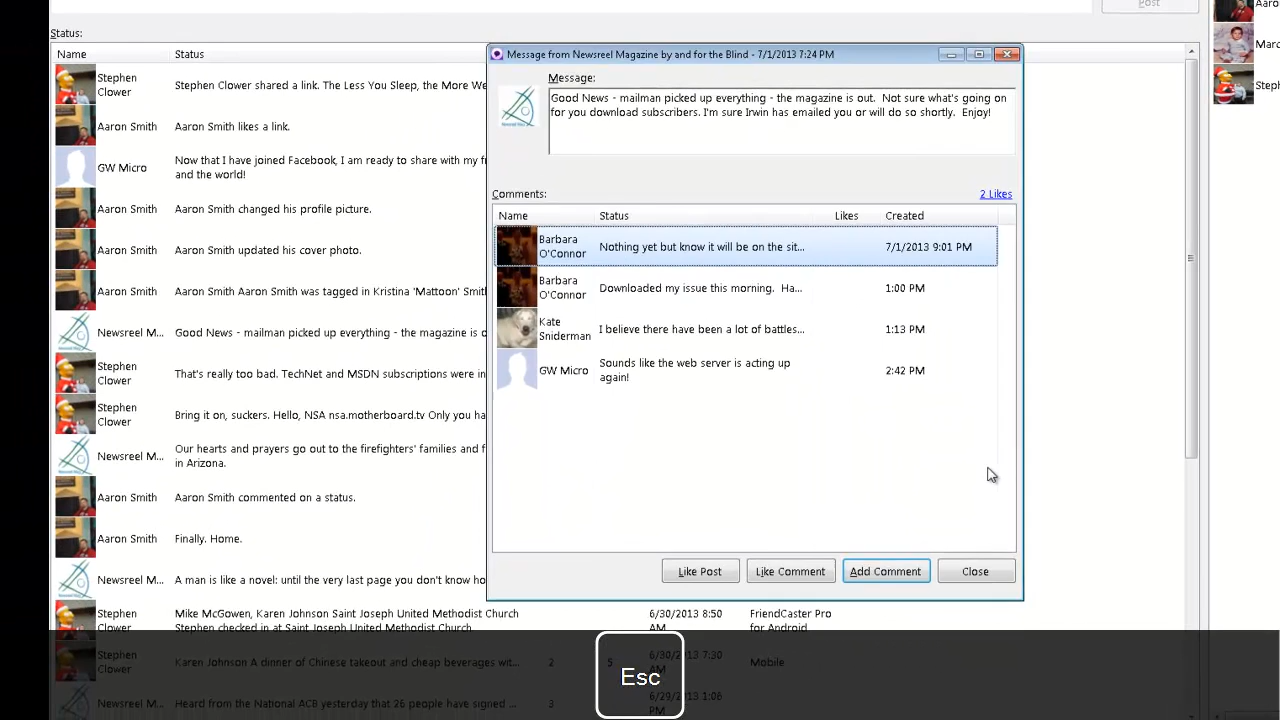 Post
Status:
Name Status
Stephen Clower Stephen Clower shared a link. The Less You Sleep, the More We
Aaron Smith Aaron Smith likes a link.
GW Micro Now that I have joined Facebook, I am ready to share with my fr
and the world!
Aaron Smith Aaron Smith changed his profile picture.
Aaron Smith Aaron Smith updated his cover photo.
Aaron Smith Aaron Smith Aaron Smith was tagged in Kristina 'Mattoon' Smith
Newsreel M... Good News - mailman picked up everything - the magazine is o
Stephen Clower That's really too bad. TechNet and MSDN subscriptions were in
Stephen Clower Bring it on, suckers. Hello, NSA nsa.motherboard.tv Only you ha
Newsreel M... Our hearts and prayers go out to the firefighters' families and f
in Arizona.
Aaron Smith Aaron Smith commented on a status.
Aaron Smith Finally. Home.
Newsreel M... A man is like a novel: until the very last page you don't know ho
Stephen Clower Mike McGowen, Karen Johnson Saint Joseph United Methodist Church 6/30/2013 8:50 AM FriendCaster Pro for Android
Stephen checked in at Saint Joseph United Methodist Church.
Stephen Clower Karen Johnson A dinner of Chinese takeout and cheap beverages wit... 2 5 6/30/2013 7:30 AM Mobile
Newsreel M... Heard from the National ACB yesterday that 26 people have signed ... 3 6/29/2013 1:08 PM
Message from Newsreel Magazine by and for the Blind - 7/1/2013 7:24 PM
Message:
Good News - mailman picked up everything - the magazine is out. Not sure what's going on
for you download subscribers. I'm sure Irwin has emailed you or will do so shortly. Enjoy!
Comments: 2 Likes
Name Status Likes Created
Barbara O'Connor Nothing yet but know it will be on the sit... 7/1/2013 9:01 PM
Barbara O'Connor Downloaded my issue this morning. Ha... 1:00 PM
Kate Sniderman I believe there have been a lot of battles... 1:13 PM
GW Micro Sounds like the web server is acting up 2:42 PM
again!
Like Post Like Comment Add Comment Close
Aaro
Marc
Steph
Esc